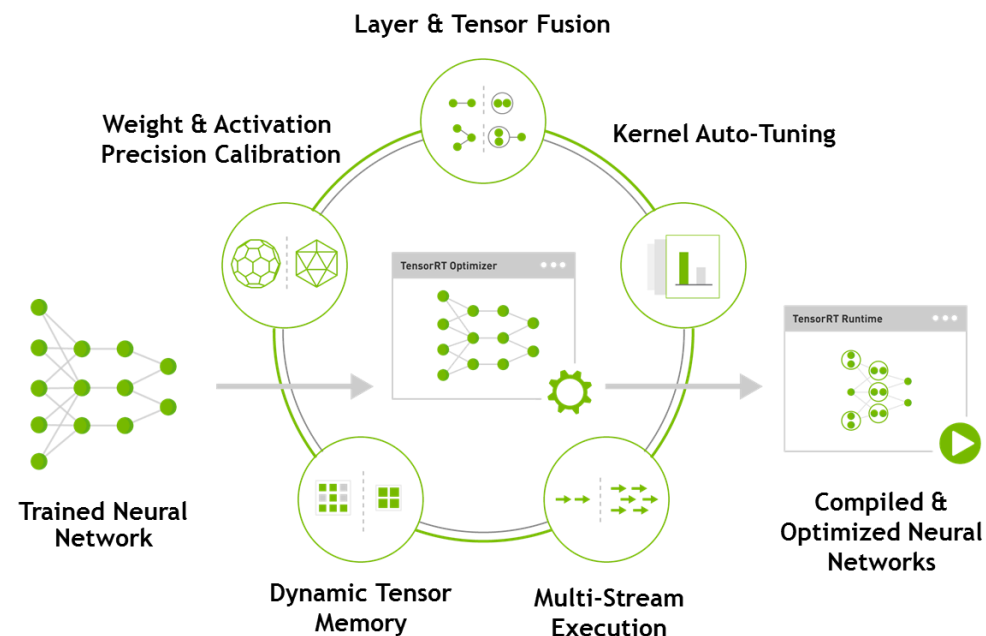 Layer & Tensor Fusion
Weight & Activation
Precision Calibration
Kernel Auto-Tuning
TensorRT Optimizer
TensorRT Runtime
Trained Neural
Network
Compiled &
Optimized Neural
Networks
Dynamic Tensor
Memory
Multi-Stream
Execution